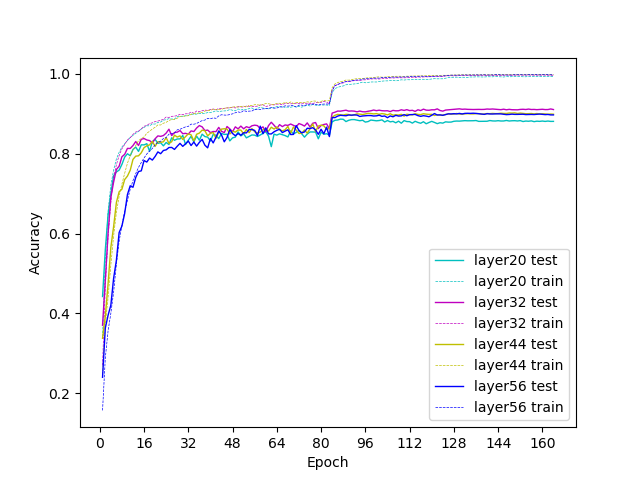 1.0
0.8
0.6
0.4
0.2
Accuracy
layer20 test
layer20 train
layer32 test
layer32 train
layer44 test
layer44 train
layer56 test
layer56 train
0 16 32 48 64 80 96 112 128 144 160
Epoch